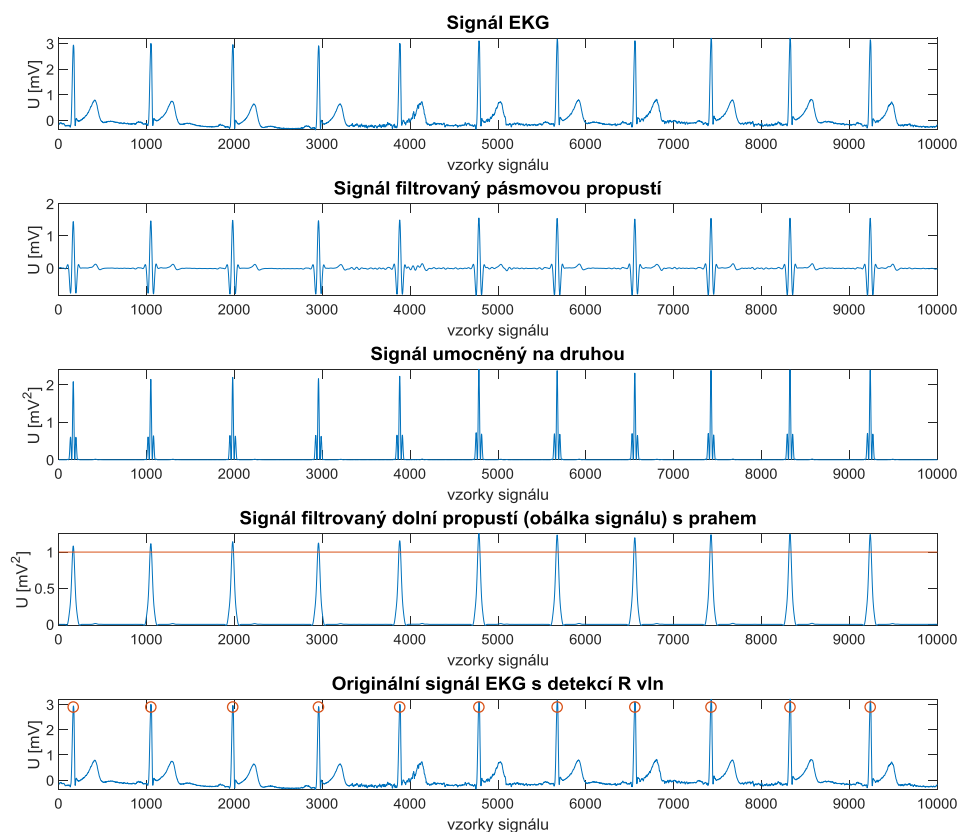 Signál EKG
3
2
1
0
U [mV]
0 1000 2000 3000 4000 5000 6000 7000 8000 9000 10000
vzorky signálu
Signál filtrovaný pásmovou propustí
2
1
0
U [mV]
0 1000 2000 3000 4000 5000 6000 7000 8000 9000 10000
vzorky signálu
Signál umocněný na druhou
2
1
0
U [mV²]
0 1000 2000 3000 4000 5000 6000 7000 8000 9000 10000
vzorky signálu
Signál filtrovaný dolní propustí (obálka signálu) s prahem
1
0.5
0
U [mV²]
0 1000 2000 3000 4000 5000 6000 7000 8000 9000 10000
vzorky signálu
Originální signál EKG s detekcí R vln
3
2
1
0
U [mV]
0 1000 2000 3000 4000 5000 6000 7000 8000 9000 10000
vzorky signálu